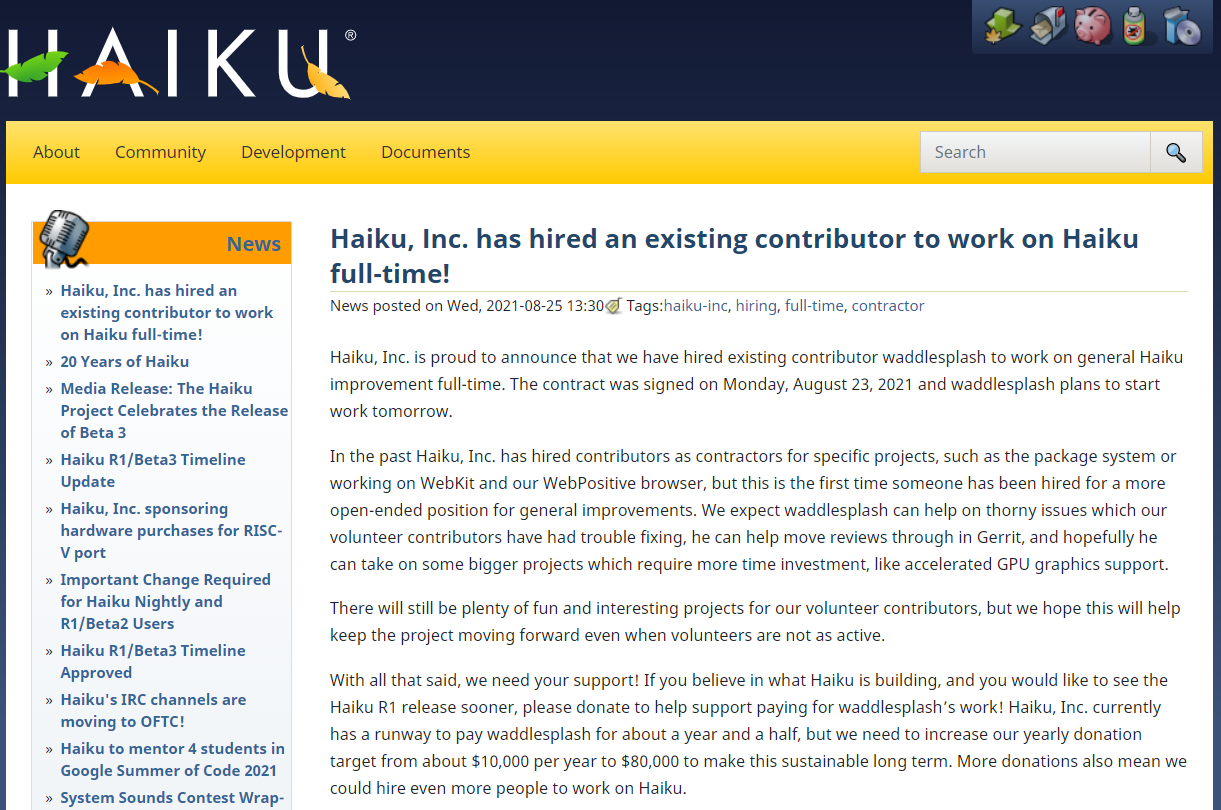 HAIKU®
About Community Development Documents
Search
News
» Haiku, Inc. has hired an
existing contributor to work
on Haiku full-time!
» 20 Years of Haiku
» Media Release: The Haiku
Project Celebrates the Release
of Beta 3
» Haiku R1/Beta3 Timeline
Update
» Haiku, Inc. sponsoring
hardware purchases for RISC-
V port
» Important Change Required
for Haiku Nightly and
R1/Beta2 Users
» Haiku R1/Beta3 Timeline
Approved
» Haiku's IRC channels are
moving to OFTC!
» Haiku to mentor 4 students in
Google Summer of Code 2021
» System Sounds Contest Wrap-
Haiku, Inc. has hired an existing contributor to work on Haiku
full-time!
News posted on Wed, 2021-08-25 13:30 Tags:haiku-inc, hiring, full-time, contractor
Haiku, Inc. is proud to announce that we have hired existing contributor waddlesplash to work on general Haiku
improvement full-time. The contract was signed on Monday, August 23, 2021 and waddlesplash plans to start
work tomorrow.
In the past Haiku, Inc. has hired contributors as contractors for specific projects, such as the package system or
working on WebKit and our WebPositive browser, but this is the first time someone has been hired for a more
open-ended position for general improvements. We expect waddlesplash can help on thorny issues which our
volunteer contributors have had trouble fixing, he can help move reviews through in Gerrit, and hopefully he
can take on some bigger projects which require more time investment, like accelerated GPU graphics support.
There will still be plenty of fun and interesting projects for our volunteer contributors, but we hope this will help
keep the project moving forward even when volunteers are not as active.
With all that said, we need your support! If you believe in what Haiku is building, and you would like to see the
Haiku R1 release sooner, please donate to help support paying for waddlesplash’s work! Haiku, Inc. currently
has a runway to pay waddlesplash for about a year and a half, but we need to increase our yearly donation
target from about $10,000 per year to $80,000 to make this sustainable long term. More donations also mean we
could hire even more people to work on Haiku.